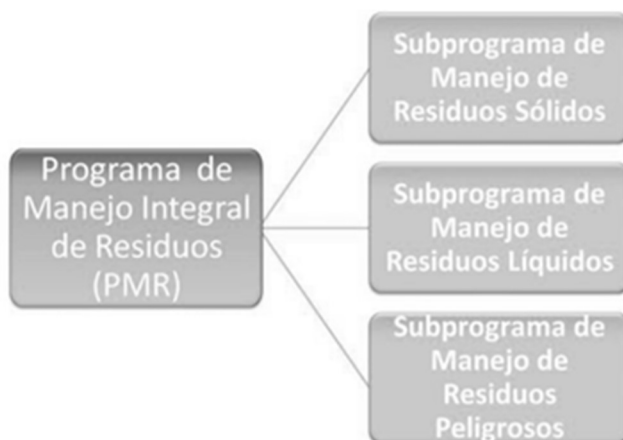 Programa de
Manejo Integral
de Residuos
(PMR)
Subprograma de
Manejo de
Residuos Sólidos
Subprograma de
Manejo de
Residuos Líquidos
Subprograma de
Manejo de
Residuos
Peligrosos